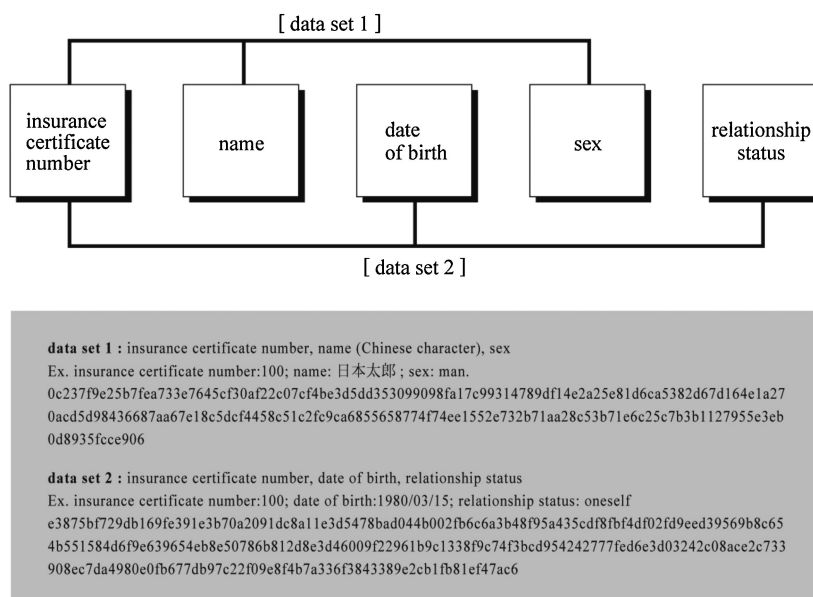 [ data set 1 ]
insurance
certificate
number
name
date
of birth
sex
relationship
status
[ data set 2 ]
data set 1 : insurance certificate number, name (Chinese character), sex
Ex. insurance certificate number:100; name: 日本太郎 ; sex: man.
0c237f9e25b7fea733e7645cf30af22c07cf4be3d5dd353099098fa17c99314789df14e2a25e81d6ca5382d67d164e1a27
0acd5d98436687aa67e18c5dcf4458c51c2fc9ca6855658774f74ee1552e732b71aa28c53b71e6c25c7b3b1127955e3eb
0d8935fcce906
data set 2 : insurance certificate number, date of birth, relationship status
Ex. insurance certificate number:100; date of birth:1980/03/15; relationship status: oneself
e3875bf729db169fe391e3b70a2091dc8a11e3d5478bad044b002fb6c6a3b48f95a435cdf8fbf4df02fd9eed39569b8c65
4b551584d6f9e639654eb8e50786b812d8e3d46009f22961b9c1338f9c74f3bcd954242777fed6e3d03242c08ace2c733
908ec7da4980e0fb677db97c22f09e8f4b7a336f3843389e2cb1fb81ef47ac6